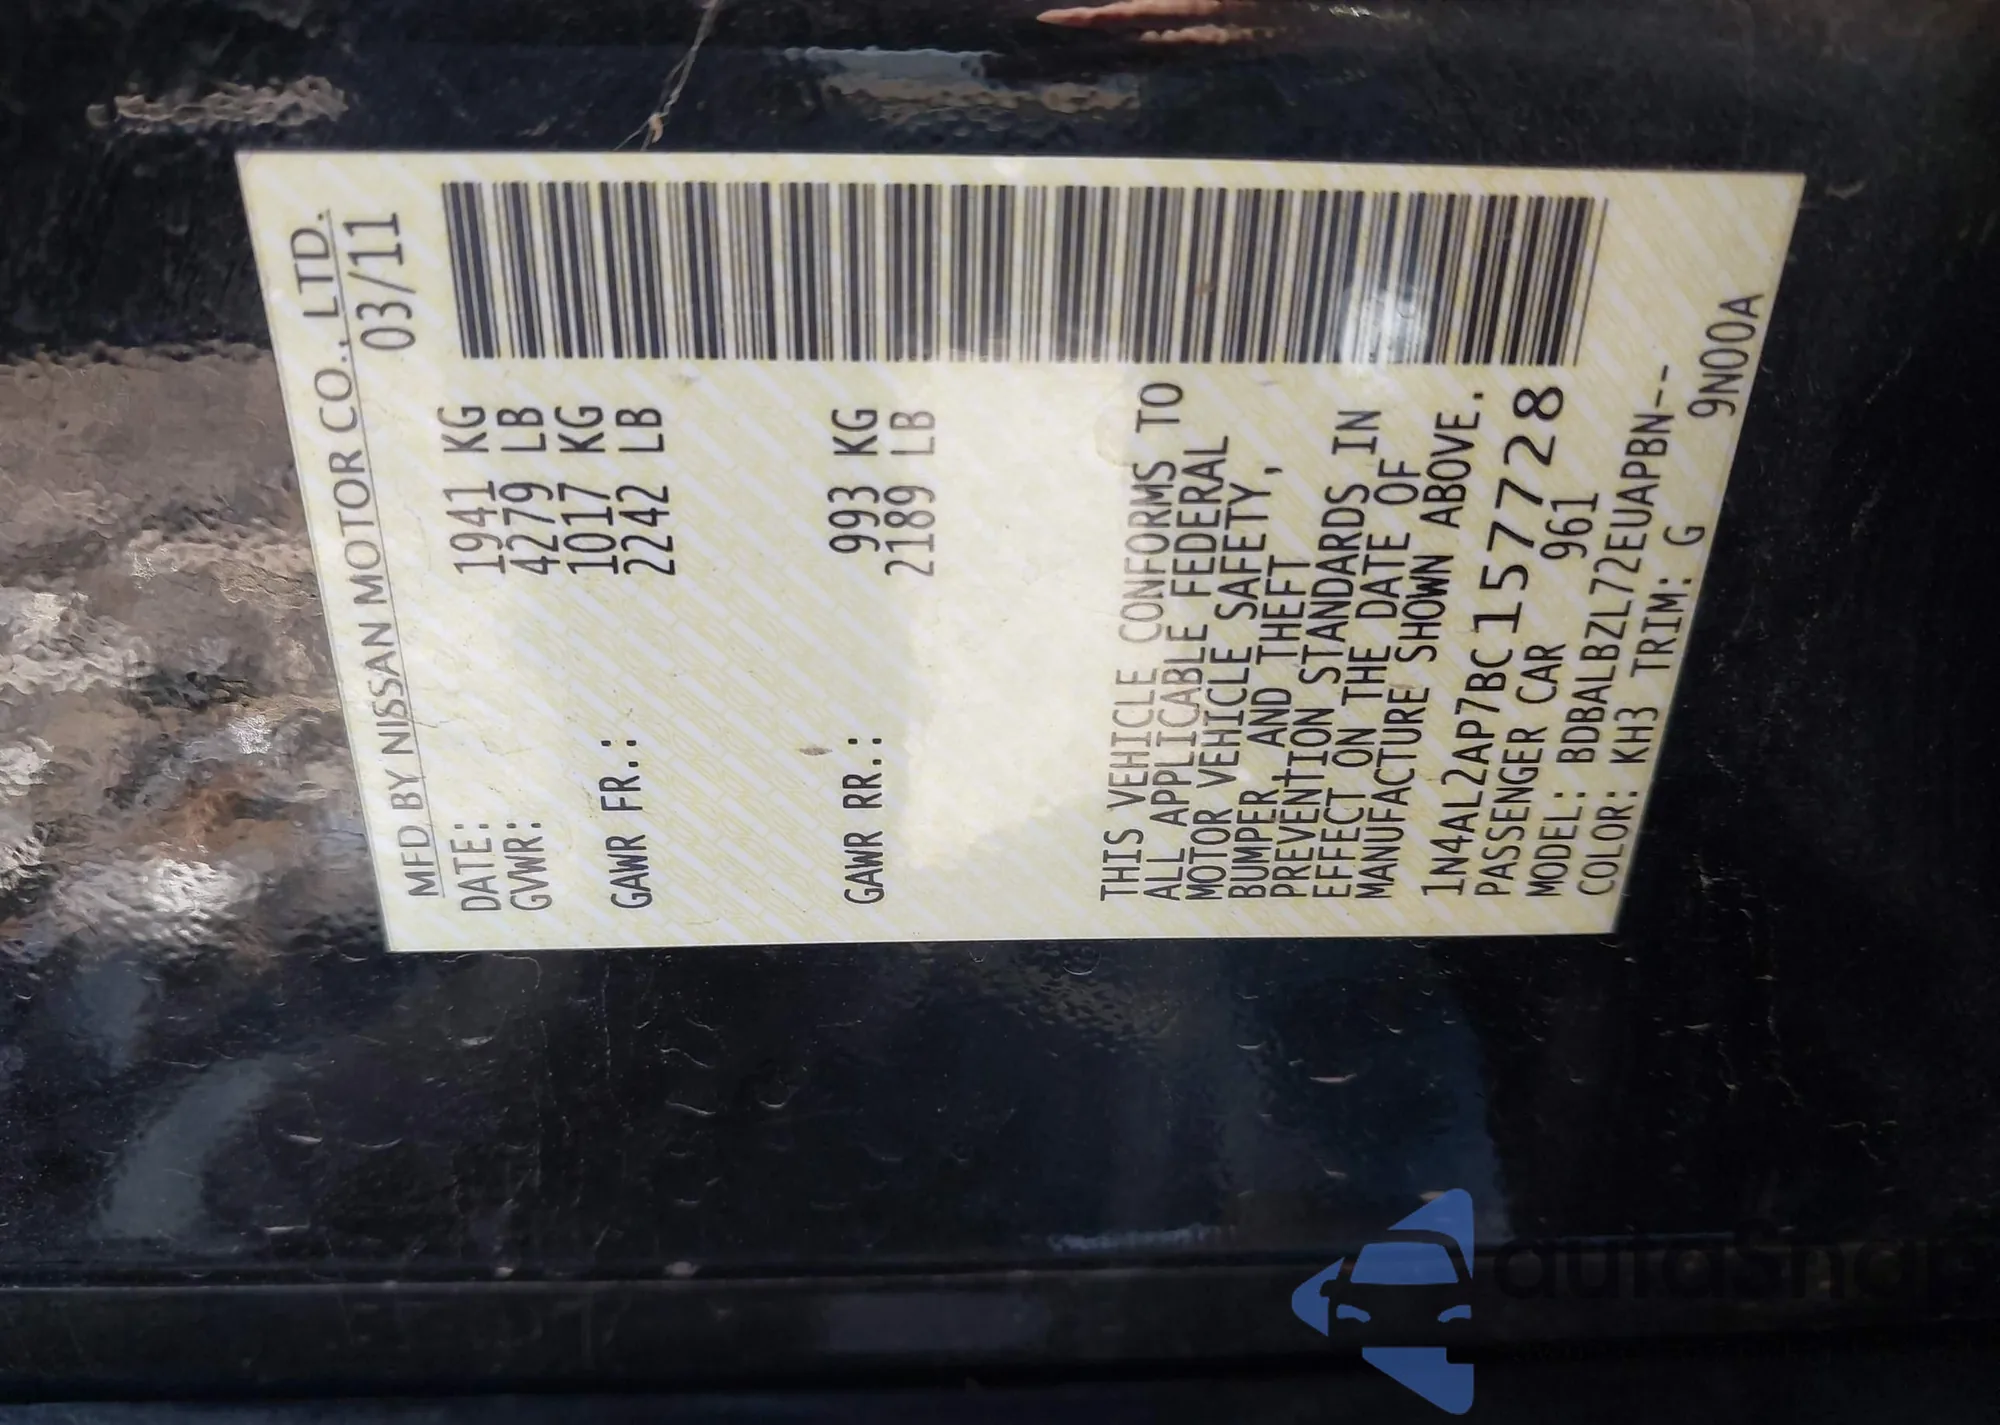 MFD BY NISSAN MOTOR CO., LTD.
DATE: 03/11
GVWR: 1941 KG
4279 LB
GAWR FR.: 1017 KG
2242 LB
GAWR RR.: 993 KG
2189 LB
THIS VEHICLE CONFORMS TO
ALL APPLICABLE FEDERAL
MOTOR VEHICLE SAFETY,
BUMPER, AND THEFT
PREVENTION STANDARDS IN
EFFECT ON THE DATE OF
MANUFACTURE SHOWN ABOVE.
1N4AL2AP7BC157728
PASSENGER CAR 961
MODEL: BDBALBZL72EUAPBN--
COLOR: KH3 TRIM: G 9N00A